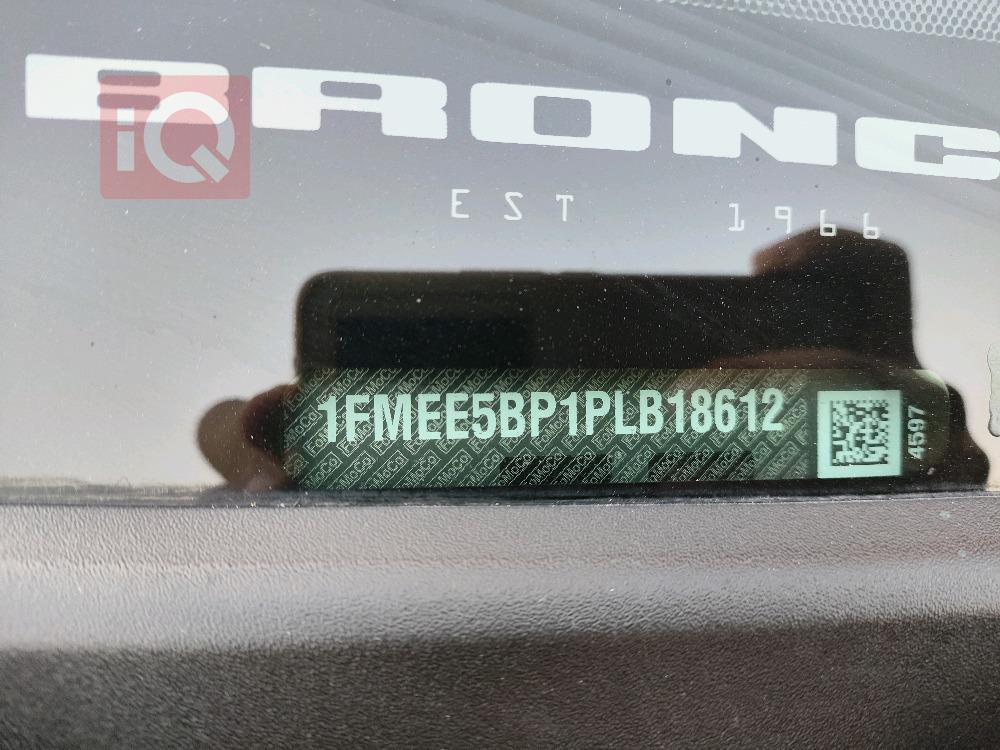 BRONC
iQ
EST 1966
1FMEE5BP1PLB18612
4597